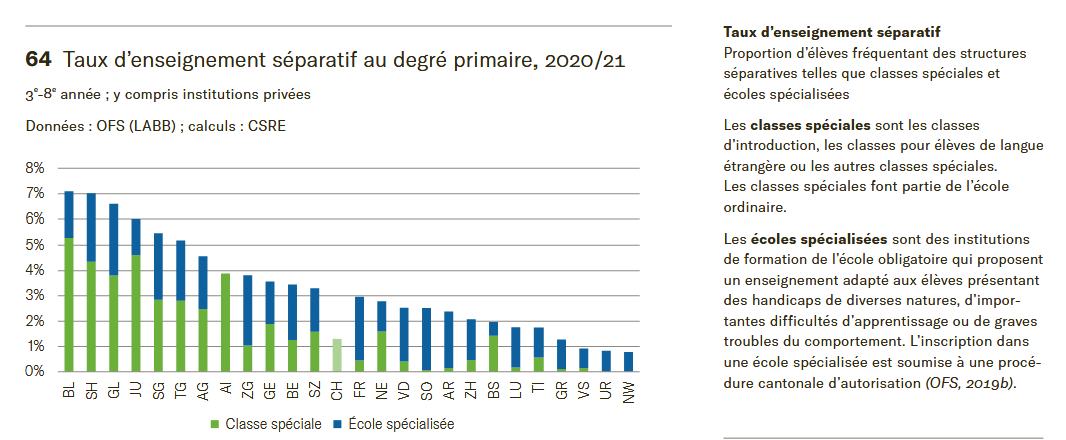 64 Taux d’enseignement séparatif au degré primaire, 2020/21
3ᵉ-8ᵉ année ; y compris institutions privées
Données : OFS (LABB) ; calculs : CSRE
8%
7%
6%
5%
4%
3%
2%
1%
0%
BL SH GL JU SG TG AG AI ZG GE BE SZ CH FR NE VD SO AR ZH BS LU TI GR VS UR NW
Classe spéciale École spécialisée
Taux d’enseignement séparatif
Proportion d’élèves fréquentant des structures
séparatives telles que classes spéciales et
écoles spécialisées
Les classes spéciales sont les classes
d’introduction, les classes pour élèves de langue
étrangère ou les autres classes spéciales.
Les classes spéciales font partie de l’école
ordinaire.
Les écoles spécialisées sont des institutions
de formation de l’école obligatoire qui proposent
un enseignement adapté aux élèves présentant
des handicaps de diverses natures, d’impor-
tantes difficultés d’apprentissage ou de graves
troubles du comportement. L’inscription dans
une école spécialisée est soumise à une procé-
dure cantonale d’autorisation (OFS, 2019b).